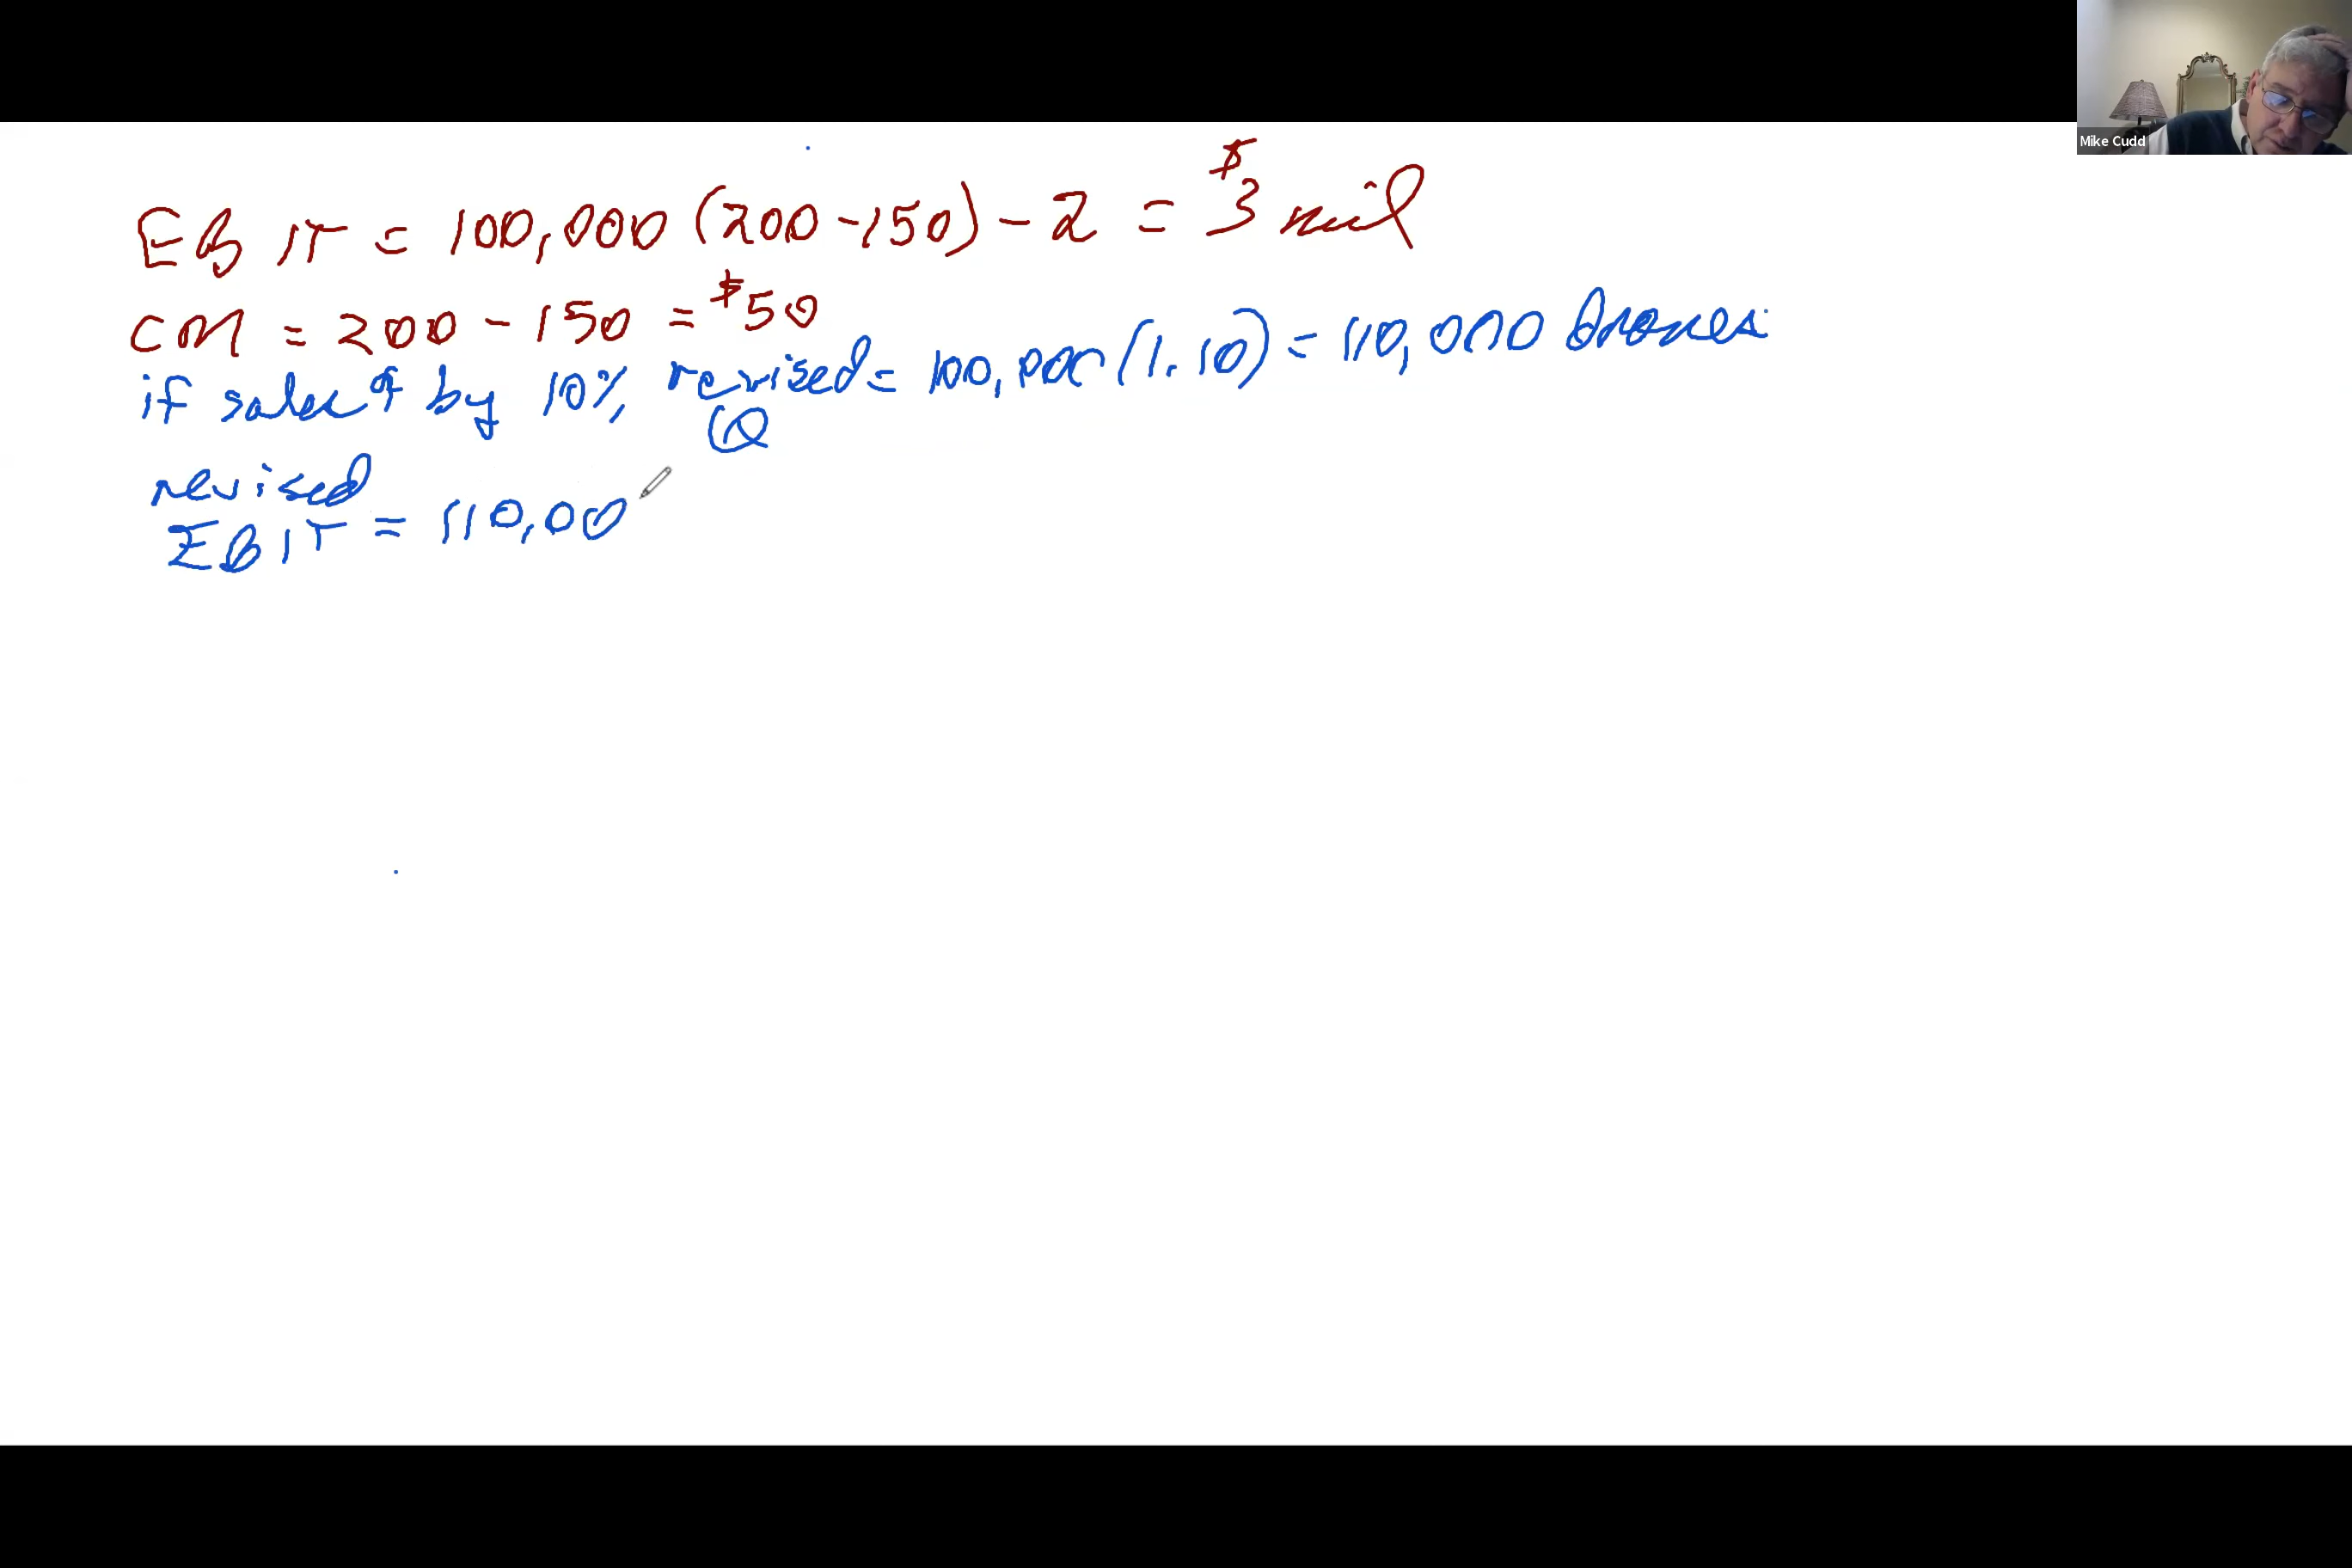 Mike Cudd
EBIT = 100,000 (200 - 150) - 2 = $3 mil
CM = 200 - 150 = $50
if sales ↑ by 10%, revised Q = 100,000 (1.10) = 110,000 drones
revised
EBIT = 110,00